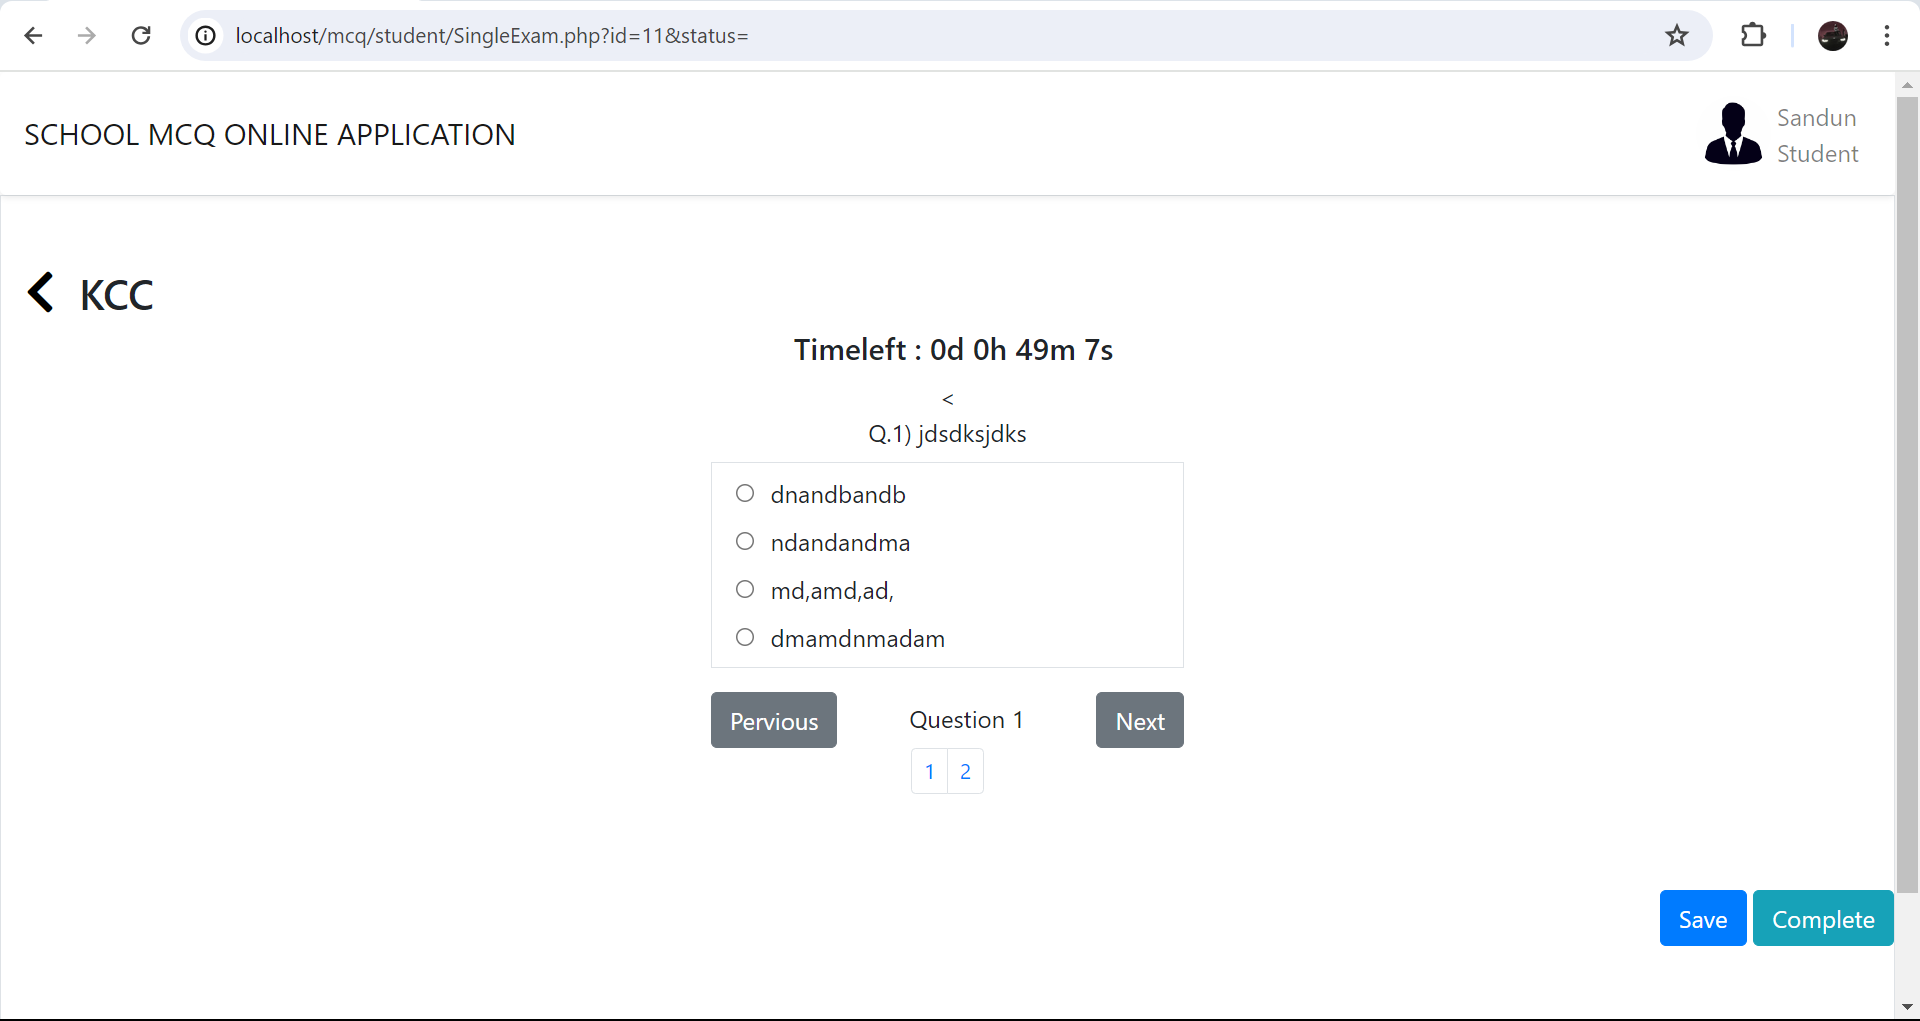 localhost/mcq/student/SingleExam.php?id=11&status=
SCHOOL MCQ ONLINE APPLICATION
Sandun
Student
KCC
Timeleft : 0d 0h 49m 7s
<
Q.1) jdsdksjdks
dnandbandb
ndandandma
md,amd,ad,
dmamdnmadam
Pervious
Question 1
Next
1 2
Save
Complete